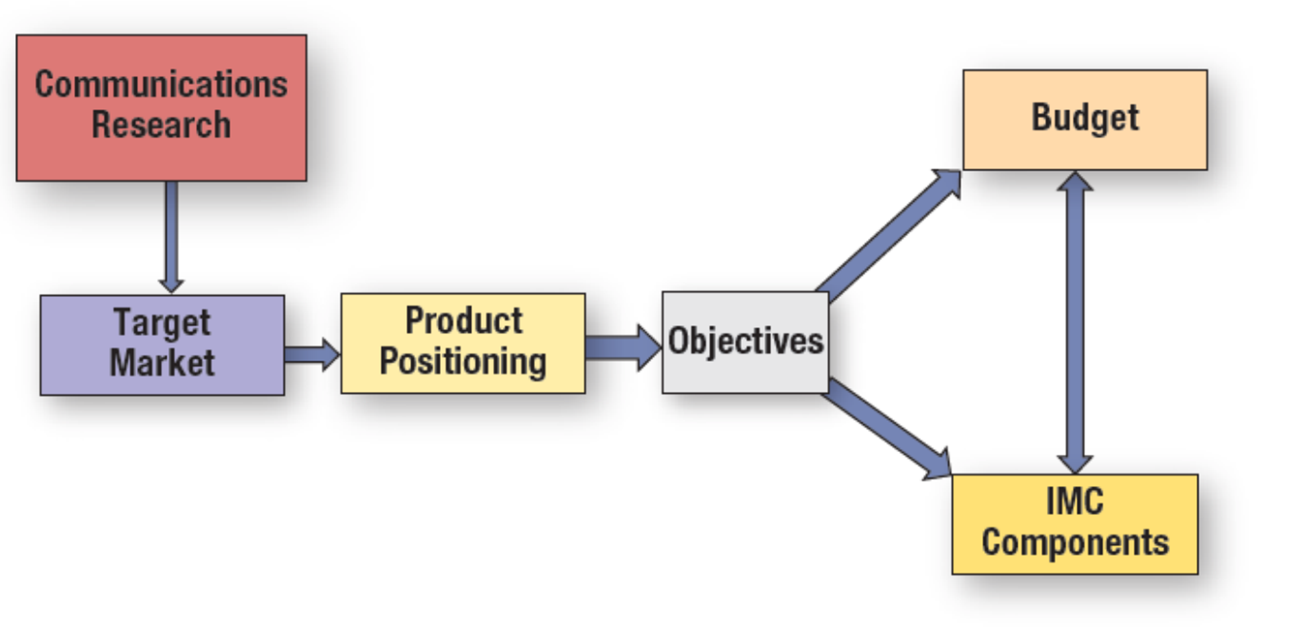 Communications
Research
Target
Market
Product
Positioning
Objectives
Budget
IMC
Components